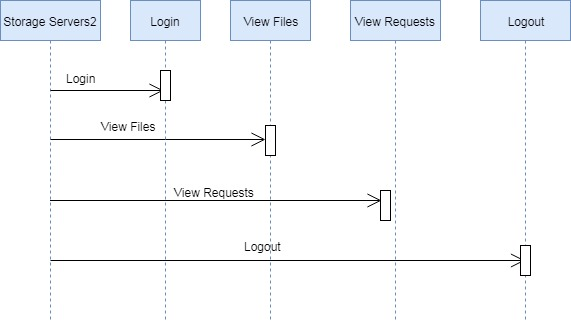 Storage Servers2
Login
View Files
View Requests
Logout
Login
View Files
View Requests
Logout